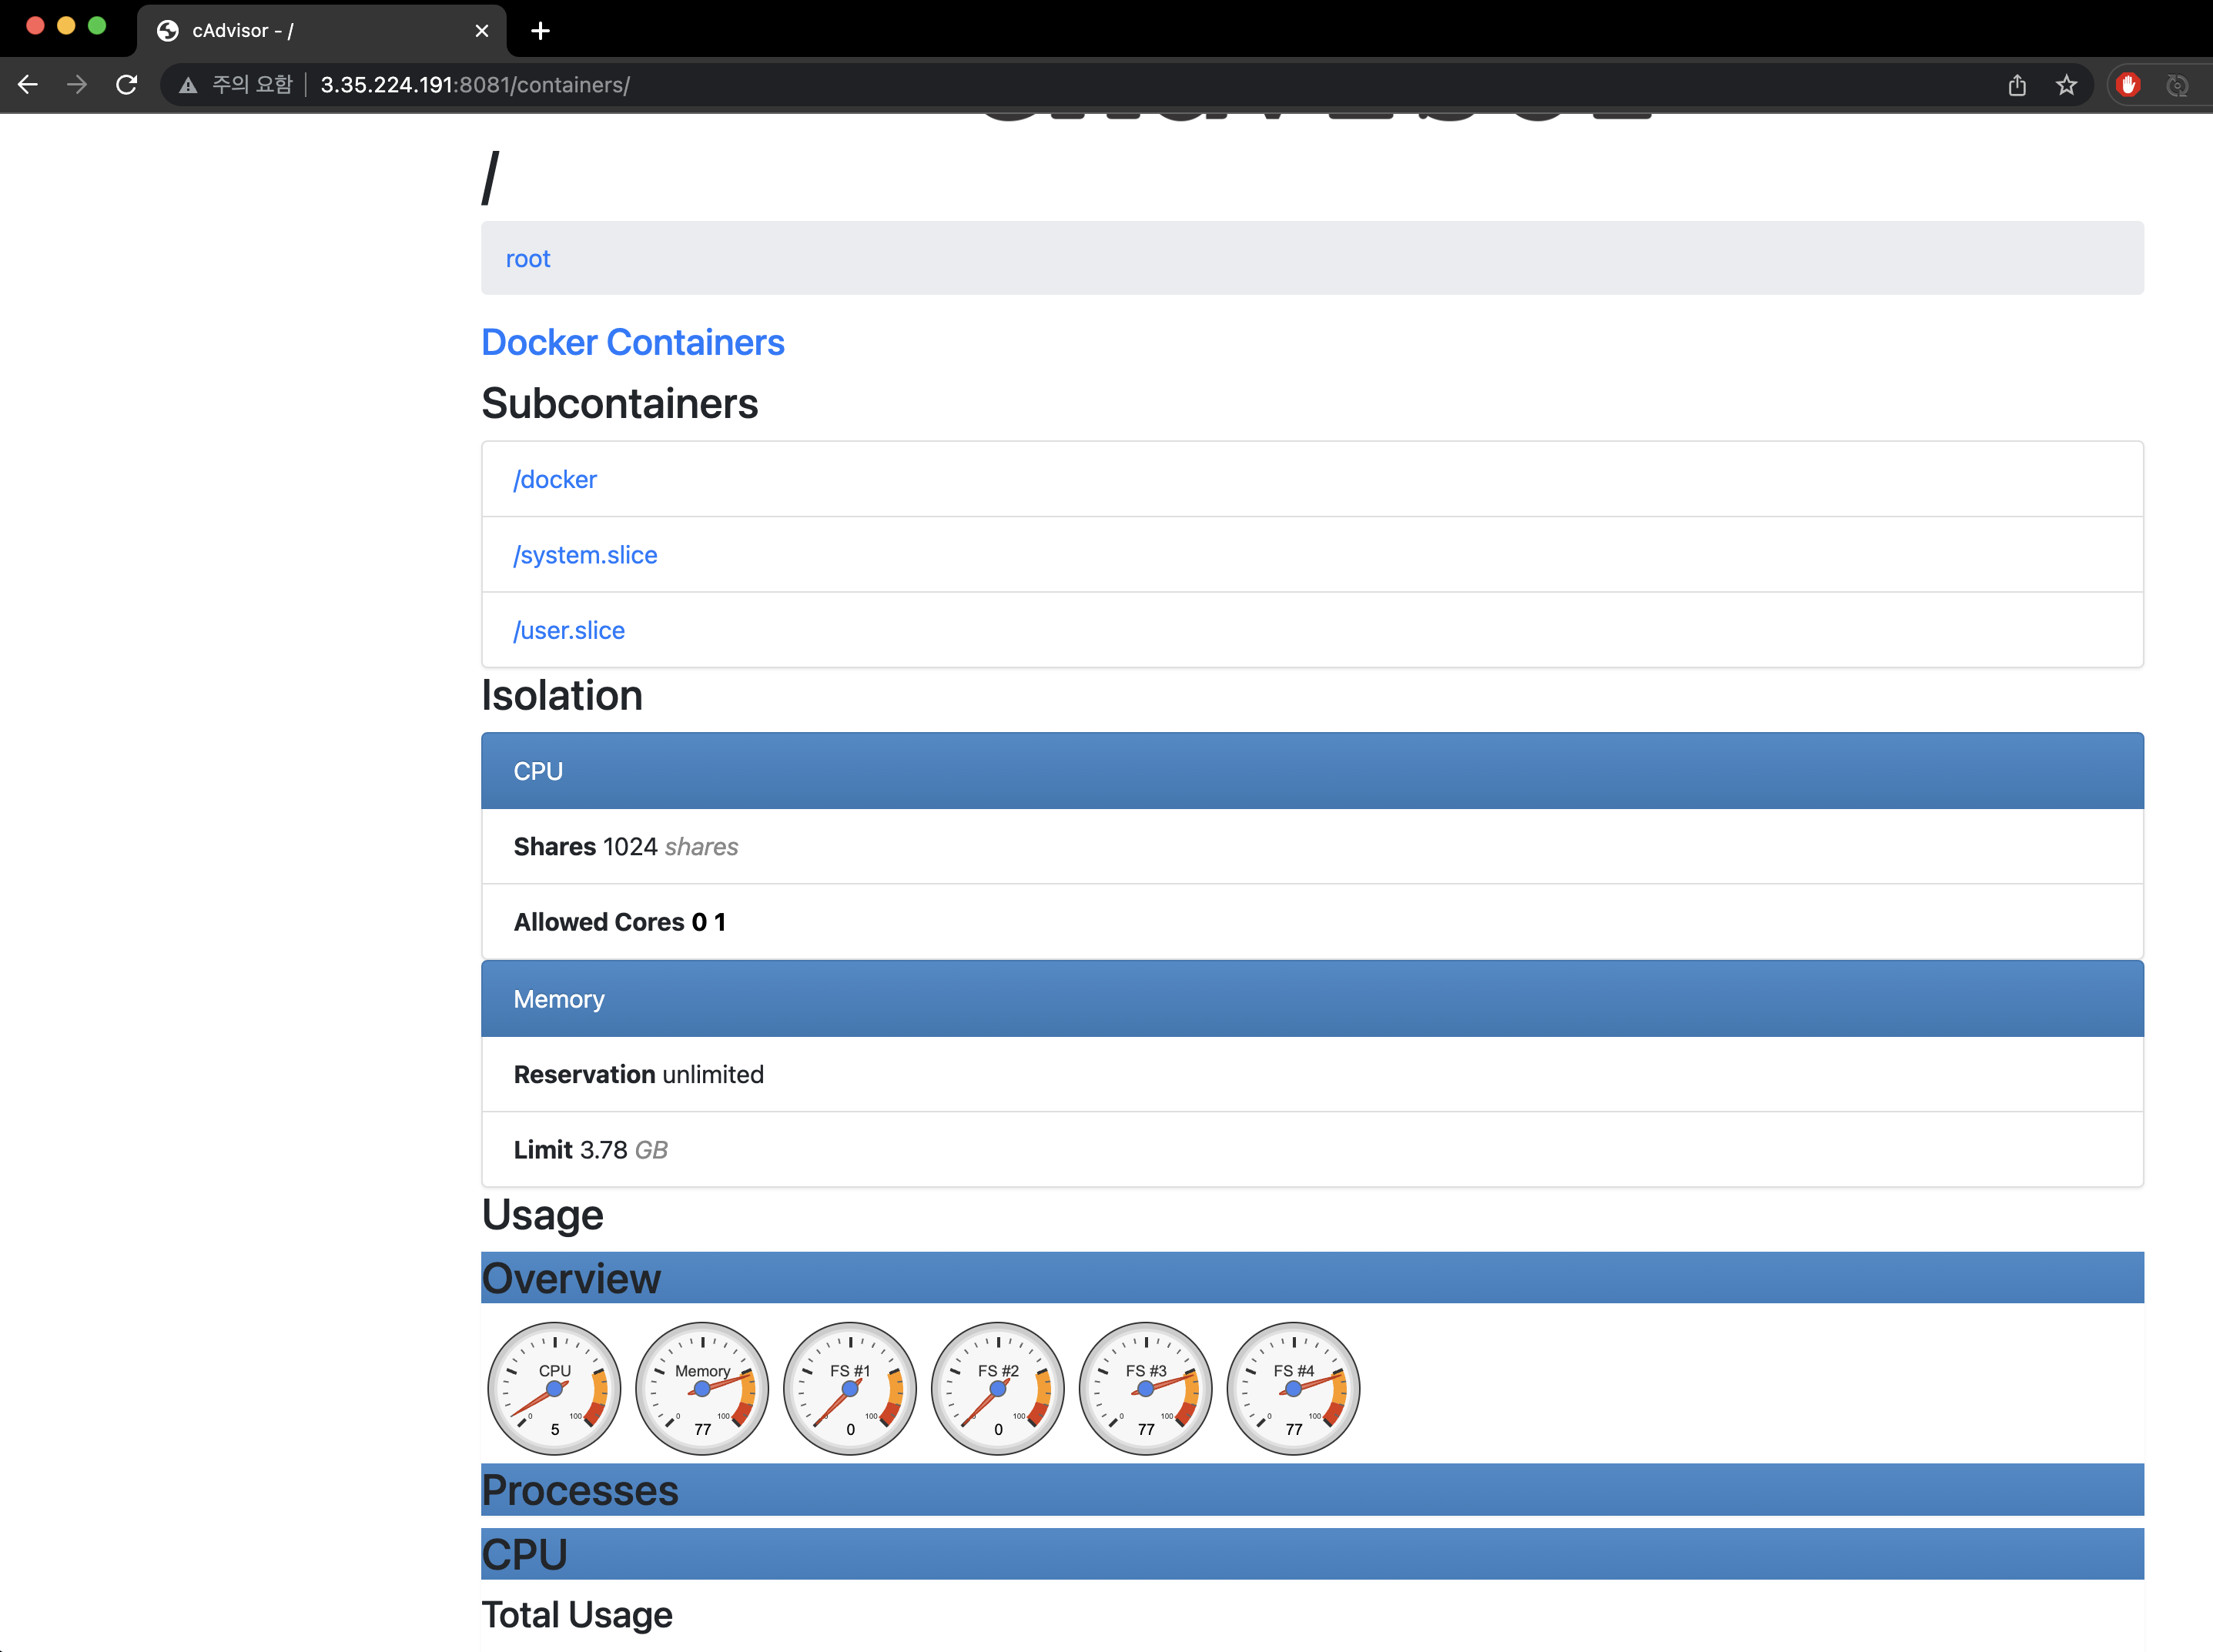 cAdvisor - /
주의 요함 3.35.224.191:8081/containers/
/
root
Docker Containers
Subcontainers
/docker
/system.slice
/user.slice
Isolation
CPU
Shares 1024 shares
Allowed Cores 0 1
Memory
Reservation unlimited
Limit 3.78 GB
Usage
Overview
CPU Memory FS #1 FS #2 FS #3 FS #4
0 100 0 100 0 100 0 100 0 100 0 100
5 77 0 0 77 77
Processes
CPU
Total Usage